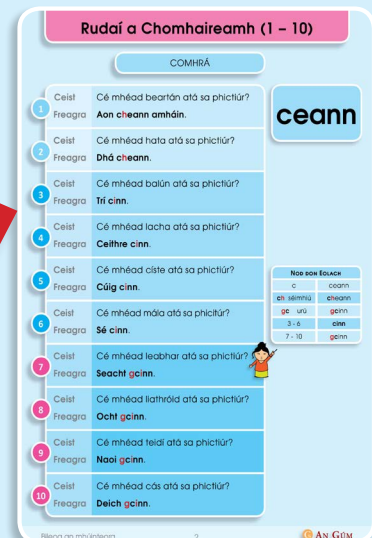 Rudaí a Chomhaireamh (1 – 10)
COMHRÁ
ceann
1 Ceist Cé mhéad beartán atá sa phictiúr?
Freagra Aon cheann amháin.
2 Ceist Cé mhéad hata atá sa phictiúr?
Freagra Dhá cheann.
3 Ceist Cé mhéad balún atá sa phictiúr?
Freagra Trí cinn.
4 Ceist Cé mhéad lacha atá sa phictiúr?
Freagra Ceithre cinn.
5 Ceist Cé mhéad císte atá sa phictiúr?
Freagra Cúig cinn.
6 Ceist Cé mhéad mála atá sa phicitúr?
Freagra Sé cinn.
7 Ceist Cé mhéad leabhar atá sa phictiúr?
Freagra Seacht gcinn.
8 Ceist Cé mhéad liathróid atá sa phictiúr?
Freagra Ocht gcinn.
9 Ceist Cé mhéad teidí atá sa phictiúr?
Freagra Naoi gcinn.
10 Ceist Cé mhéad cás atá sa phictiúr?
Freagra Deich gcinn.
NOD DON EOLACH
c ceann
ch séimhiú cheann
gc urú gcinn
3 - 6 cinn
7 - 10 gcinn
Bileog an mhúinteora 2 AN GÚM